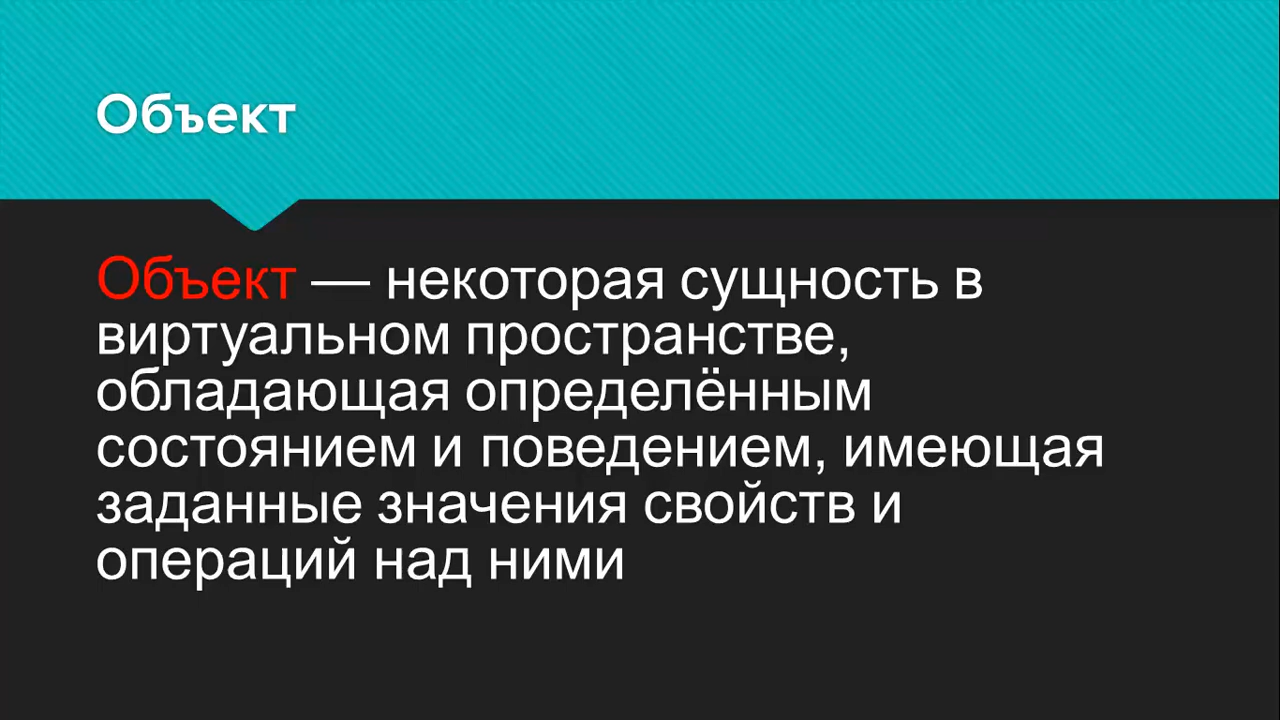 Объект
Объект — некоторая сущность в
виртуальном пространстве,
обладающая определённым
состоянием и поведением, имеющая
заданные значения свойств и
операций над ними